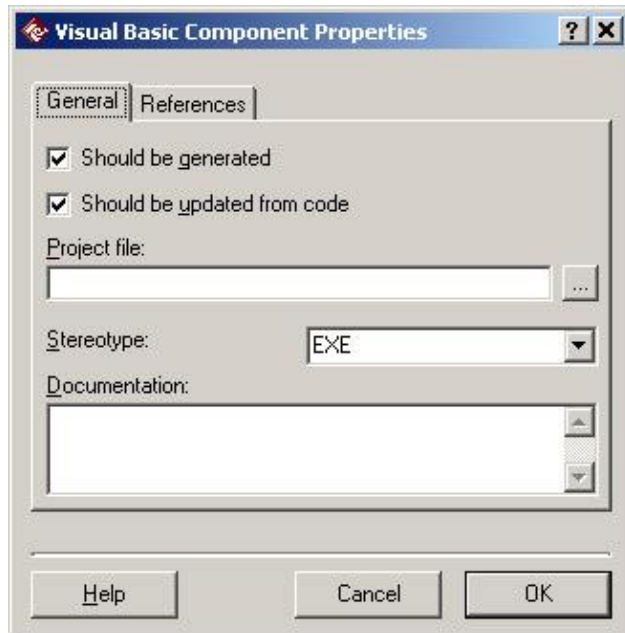 Visual Basic Component Properties
General References
Should be generated
Should be updated from code
Project file:
...
Stereotype: EXE
Documentation:
Help Cancel OK